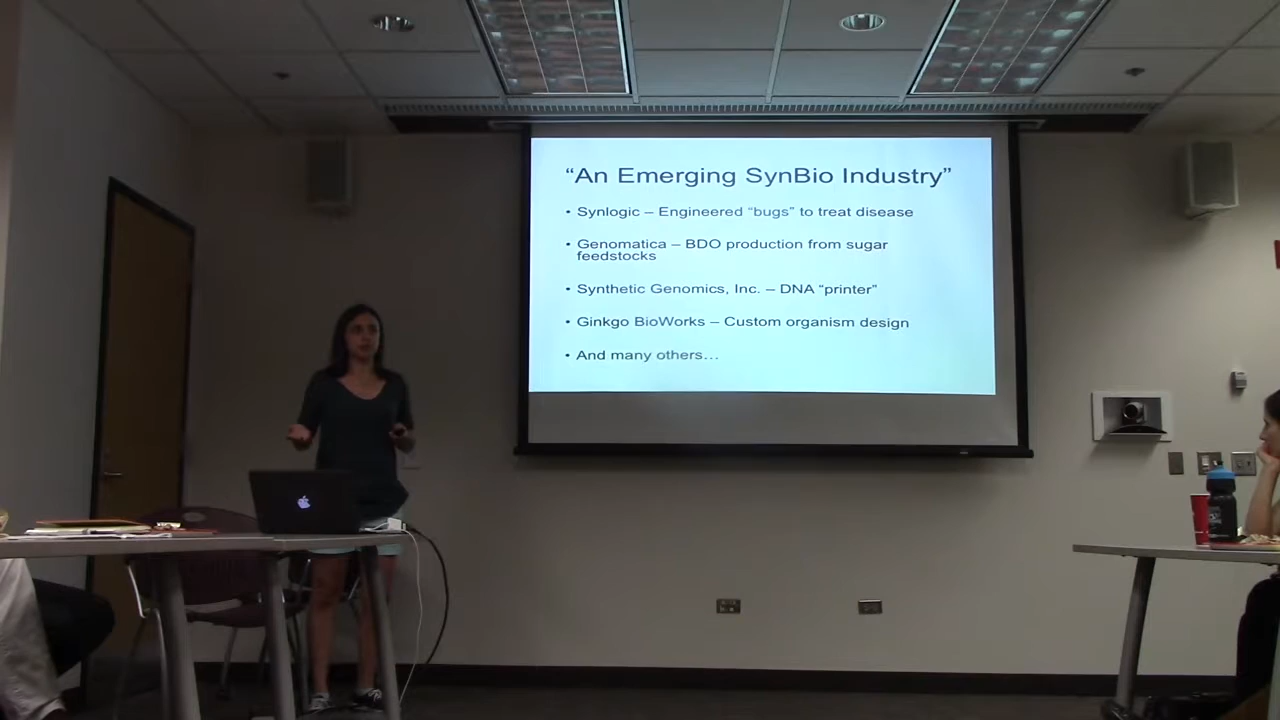 “An Emerging SynBio Industry”
• Synlogic – Engineered “bugs” to treat disease
• Genomatica – BDO production from sugar
feedstocks
• Synthetic Genomics, Inc. – DNA “printer”
• Ginkgo BioWorks – Custom organism design
• And many others…